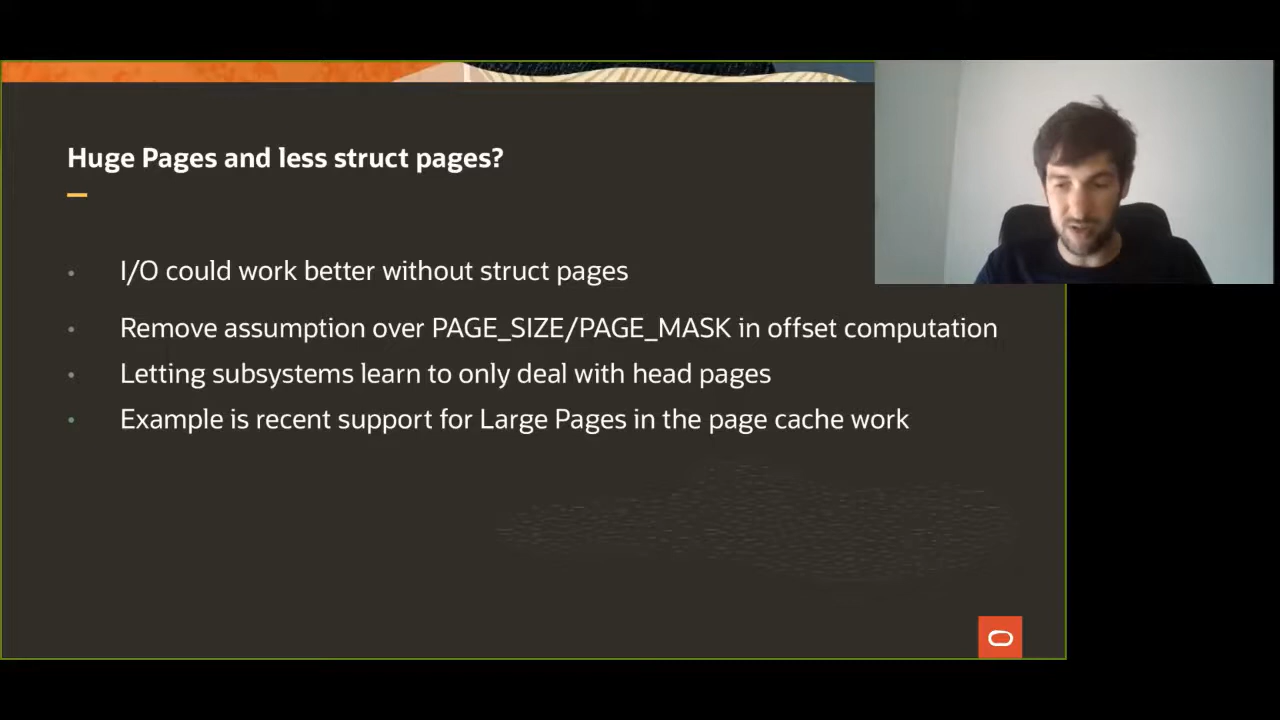 Huge Pages and less struct pages?
I/O could work better without struct pages
Remove assumption over PAGE_SIZE/PAGE_MASK in offset computation
Letting subsystems learn to only deal with head pages
Example is recent support for Large Pages in the page cache work